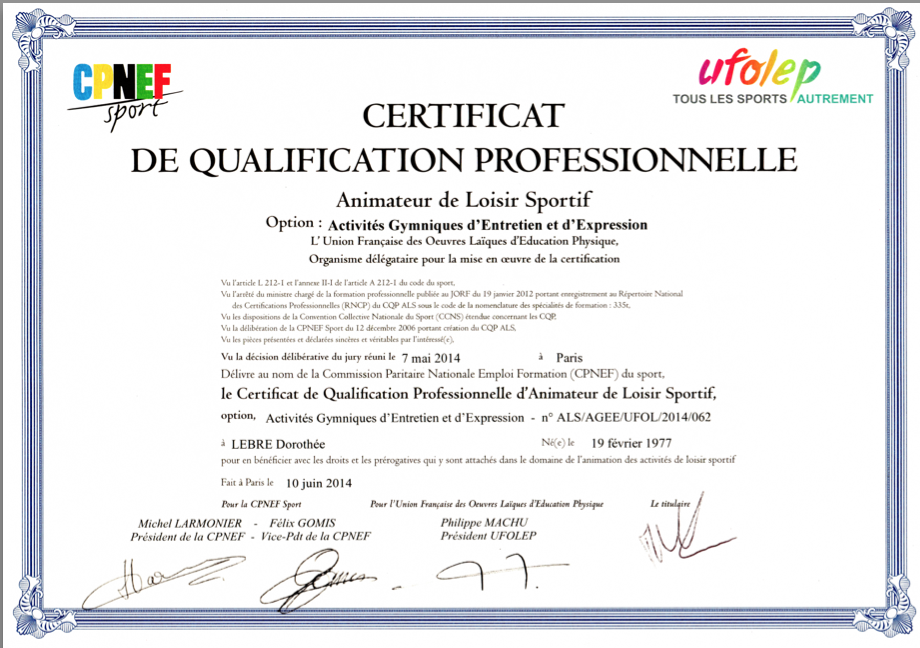 CPNEF
sport
ufolep
TOUS LES SPORTS AUTREMENT
CERTIFICAT
DE QUALIFICATION PROFESSIONNELLE
Animateur de Loisir Sportif
Option : Activités Gymniques d'Entretien et d'Expression
L'Union Française des Oeuvres Laïques d'Education Physique,
Organisme délégataire pour la mise en œuvre de la certification
Vu l'article L 212-1 et l'annexe II-I de l'article A 212-1 du code du sport,
Vu l'arrêté du ministre chargé de la formation professionnelle publiée au JORF du 19 janvier 2012 portant enregistrement au Répertoire National
des Certifications Professionnelles (RNCP) du CQP ALS sous le code de la nomenclature des spécialités de formation : 335t,
Vu les dispositions de la Convention Collective Nationale du Sport (CCNS) étendue concernant les CQP,
Vu la délibération de la CPNEF Sport du 12 décembre 2006 portant création du CQP ALS,
Vu les pièces présentées et déclarées sincères et véritables par l'intéressé(e),
Vu la décision délibérative du jury réuni le 7 mai 2014 à Paris
Délivre au nom de la Commission Paritaire Nationale Emploi Formation (CPNEF) du sport,
le Certificat de Qualification Professionnelle d'Animateur de Loisir Sportif,
option, Activités Gymniques d'Entretien et d'Expression - n° ALS/AGEE/UFOL/2014/062
à LEBRE Dorothée Né(e) le 19 février 1977
pour en bénéficier avec les droits et les prérogatives qui y sont attachés dans le domaine de l'animation des activités de loisir sportif
Fait à Paris le 10 juin 2014
Pour la CPNEF Sport Pour l'Union Française des Oeuvres Laïques d'Education Physique Le titulaire
Michel LARMONIER - Félix GOMIS Philippe MACHU
Président de la CPNEF - Vice-Pdt de la CPNEF Président UFOLEP